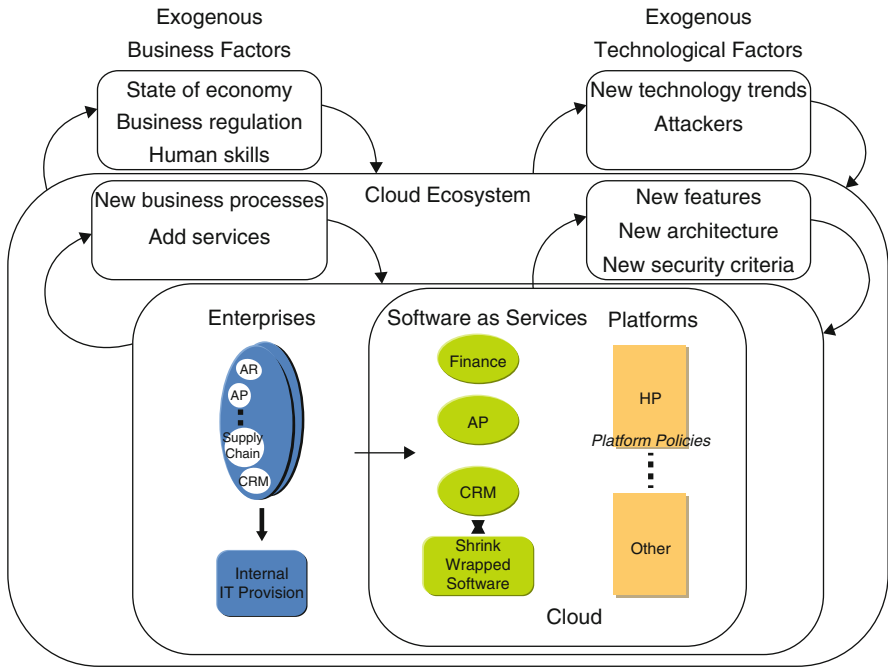 Exogenous
Business Factors
Exogenous
Technological Factors
State of economy
Business regulation
Human skills
New technology trends
Attackers
Cloud Ecosystem
New business processes
Add services
New features
New architecture
New security criteria
Enterprises
Software as Services
Platforms
AR
AP
Supply
Chain
CRM
Internal
IT Provision
Finance
AP
CRM
Shrink
Wrapped
Software
HP
Platform Policies
Other
Cloud